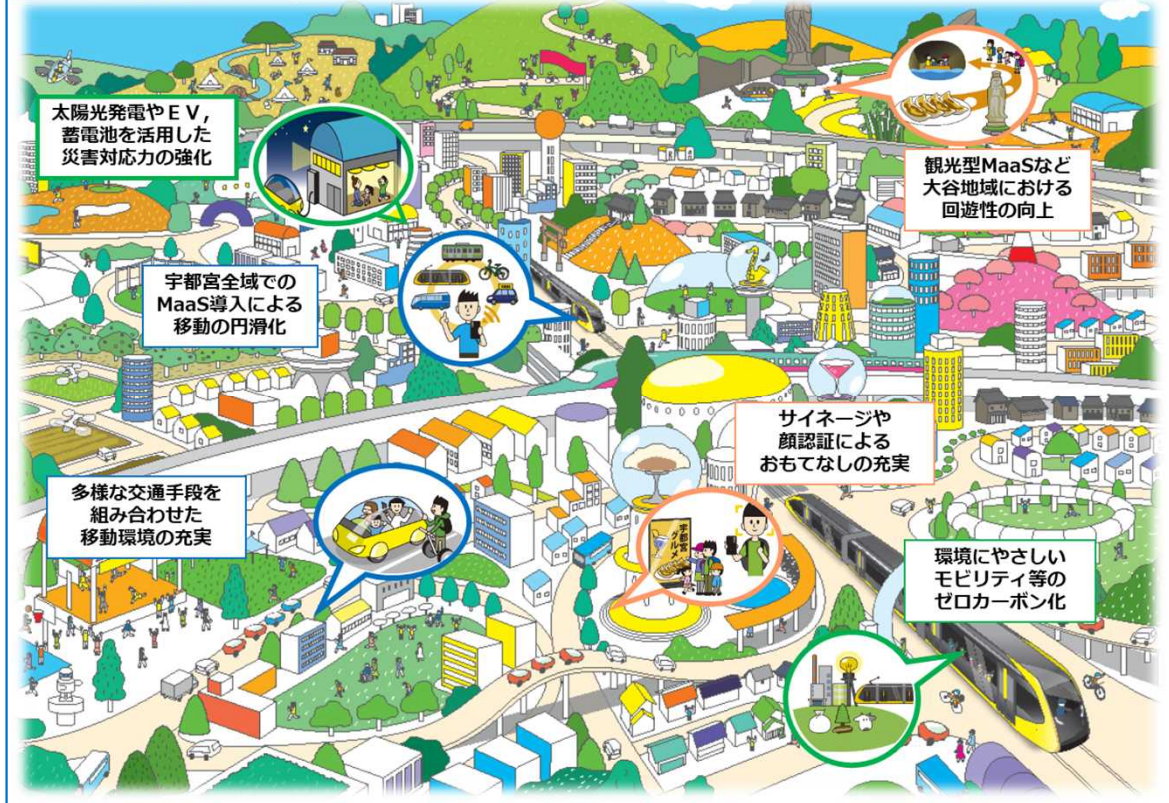 太陽光発電やＥＶ，
蓄電池を活用した
災害対応力の強化
観光型MaaSなど
大谷地域における
回遊性の向上
宇都宮全域での
MaaS導入による
移動の円滑化
サイネージや
顔認証による
おもてなしの充実
多様な交通手段を
組み合わせた
移動環境の充実
宇都宮
グルメ
環境にやさしい
モビリティ等の
ゼロカーボン化